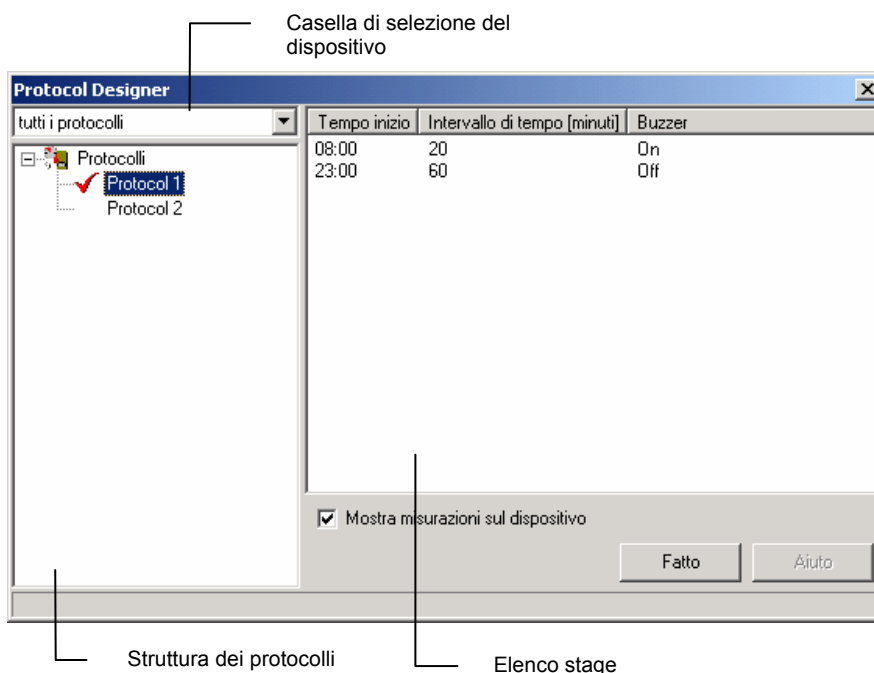 Casella di selezione del
dispositivo
Protocol Designer
tutti i protocolli
Tempo inizio Intervallo di tempo [minuti] Buzzer
Protocolli
Protocol 1
Protocol 2
08:00 20 On
23:00 60 Off
Mostra misurazioni sul dispositivo
Fatto Aiuto
Struttura dei protocolli
Elenco stage